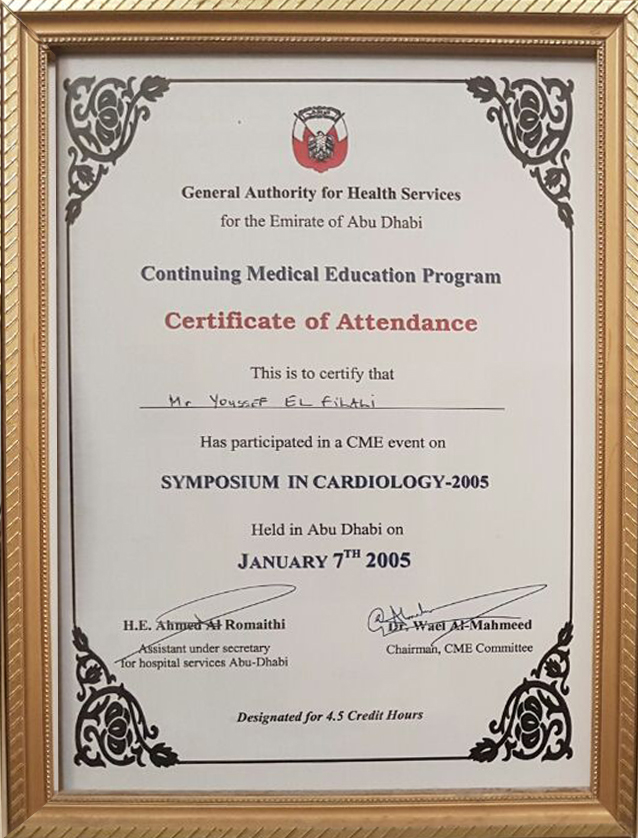 General Authority for Health Services
for the Emirate of Abu Dhabi
Continuing Medical Education Program
Certificate of Attendance
This is to certify that
Mr YOUSSEF EL FILALI
Has participated in a CME event on
SYMPOSIUM IN CARDIOLOGY-2005
Held in Abu Dhabi on
JANUARY 7TH 2005
H.E. Ahmed Al Romaithi
Assistant under secretary
for hospital services Abu-Dhabi
Dr. Wael Al-Mahmeed
Chairman, CME Committee
Designated for 4.5 Credit Hours